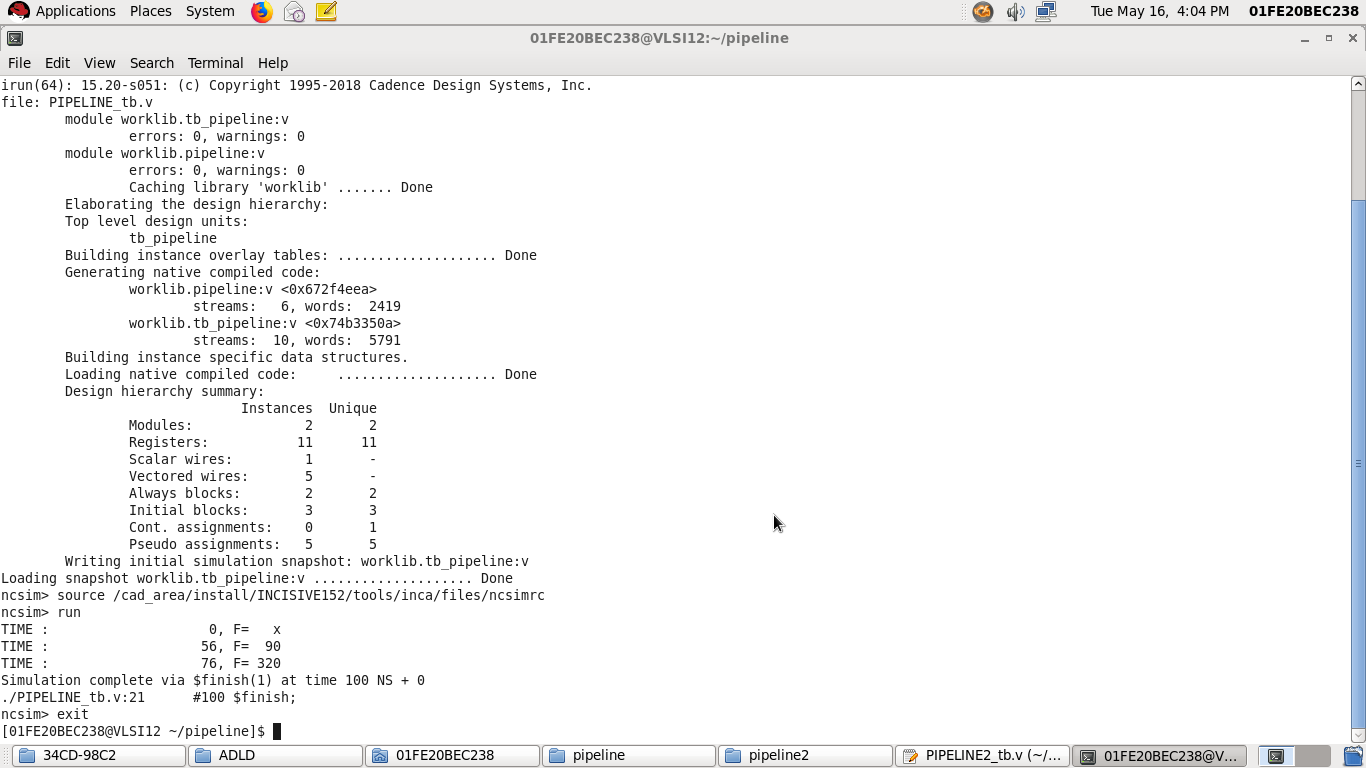 Applications Places System Tue May 16, 4:04 PM 01FE20BEC238
01FE20BEC238@VLSI12:~/pipeline
File Edit View Search Terminal Help
irun(64): 15.20-s051: (c) Copyright 1995-2018 Cadence Design Systems, Inc.
file: PIPELINE_tb.v
module worklib.tb_pipeline:v
errors: 0, warnings: 0
module worklib.pipeline:v
errors: 0, warnings: 0
Caching library 'worklib' ....... Done
Elaborating the design hierarchy:
Top level design units:
tb_pipeline
Building instance overlay tables: .................... Done
Generating native compiled code:
worklib.pipeline:v <0x672f4eea>
streams: 6, words: 2419
worklib.tb_pipeline:v <0x74b3350a>
streams: 10, words: 5791
Building instance specific data structures.
Loading native compiled code: .................... Done
Design hierarchy summary:
Instances Unique
Modules: 2 2
Registers: 11 11
Scalar wires: 1 -
Vectored wires: 5 -
Always blocks: 2 2
Initial blocks: 3 3
Cont. assignments: 0 1
Pseudo assignments: 5 5
Writing initial simulation snapshot: worklib.tb_pipeline:v
Loading snapshot worklib.tb_pipeline:v .................... Done
ncsim> source /cad_area/install/INCISIVE152/tools/inca/files/ncsimrc
ncsim> run
TIME : 0, F= x
TIME : 56, F= 90
TIME : 76, F= 320
Simulation complete via $finish(1) at time 100 NS + 0
./PIPELINE_tb.v:21 #100 $finish;
ncsim> exit
[01FE20BEC238@VLSI12 ~/pipeline]$
34CD-98C2 ADLD 01FE20BEC238 pipeline pipeline2 PIPELINE2_tb.v (~/... 01FE20BEC238@V...